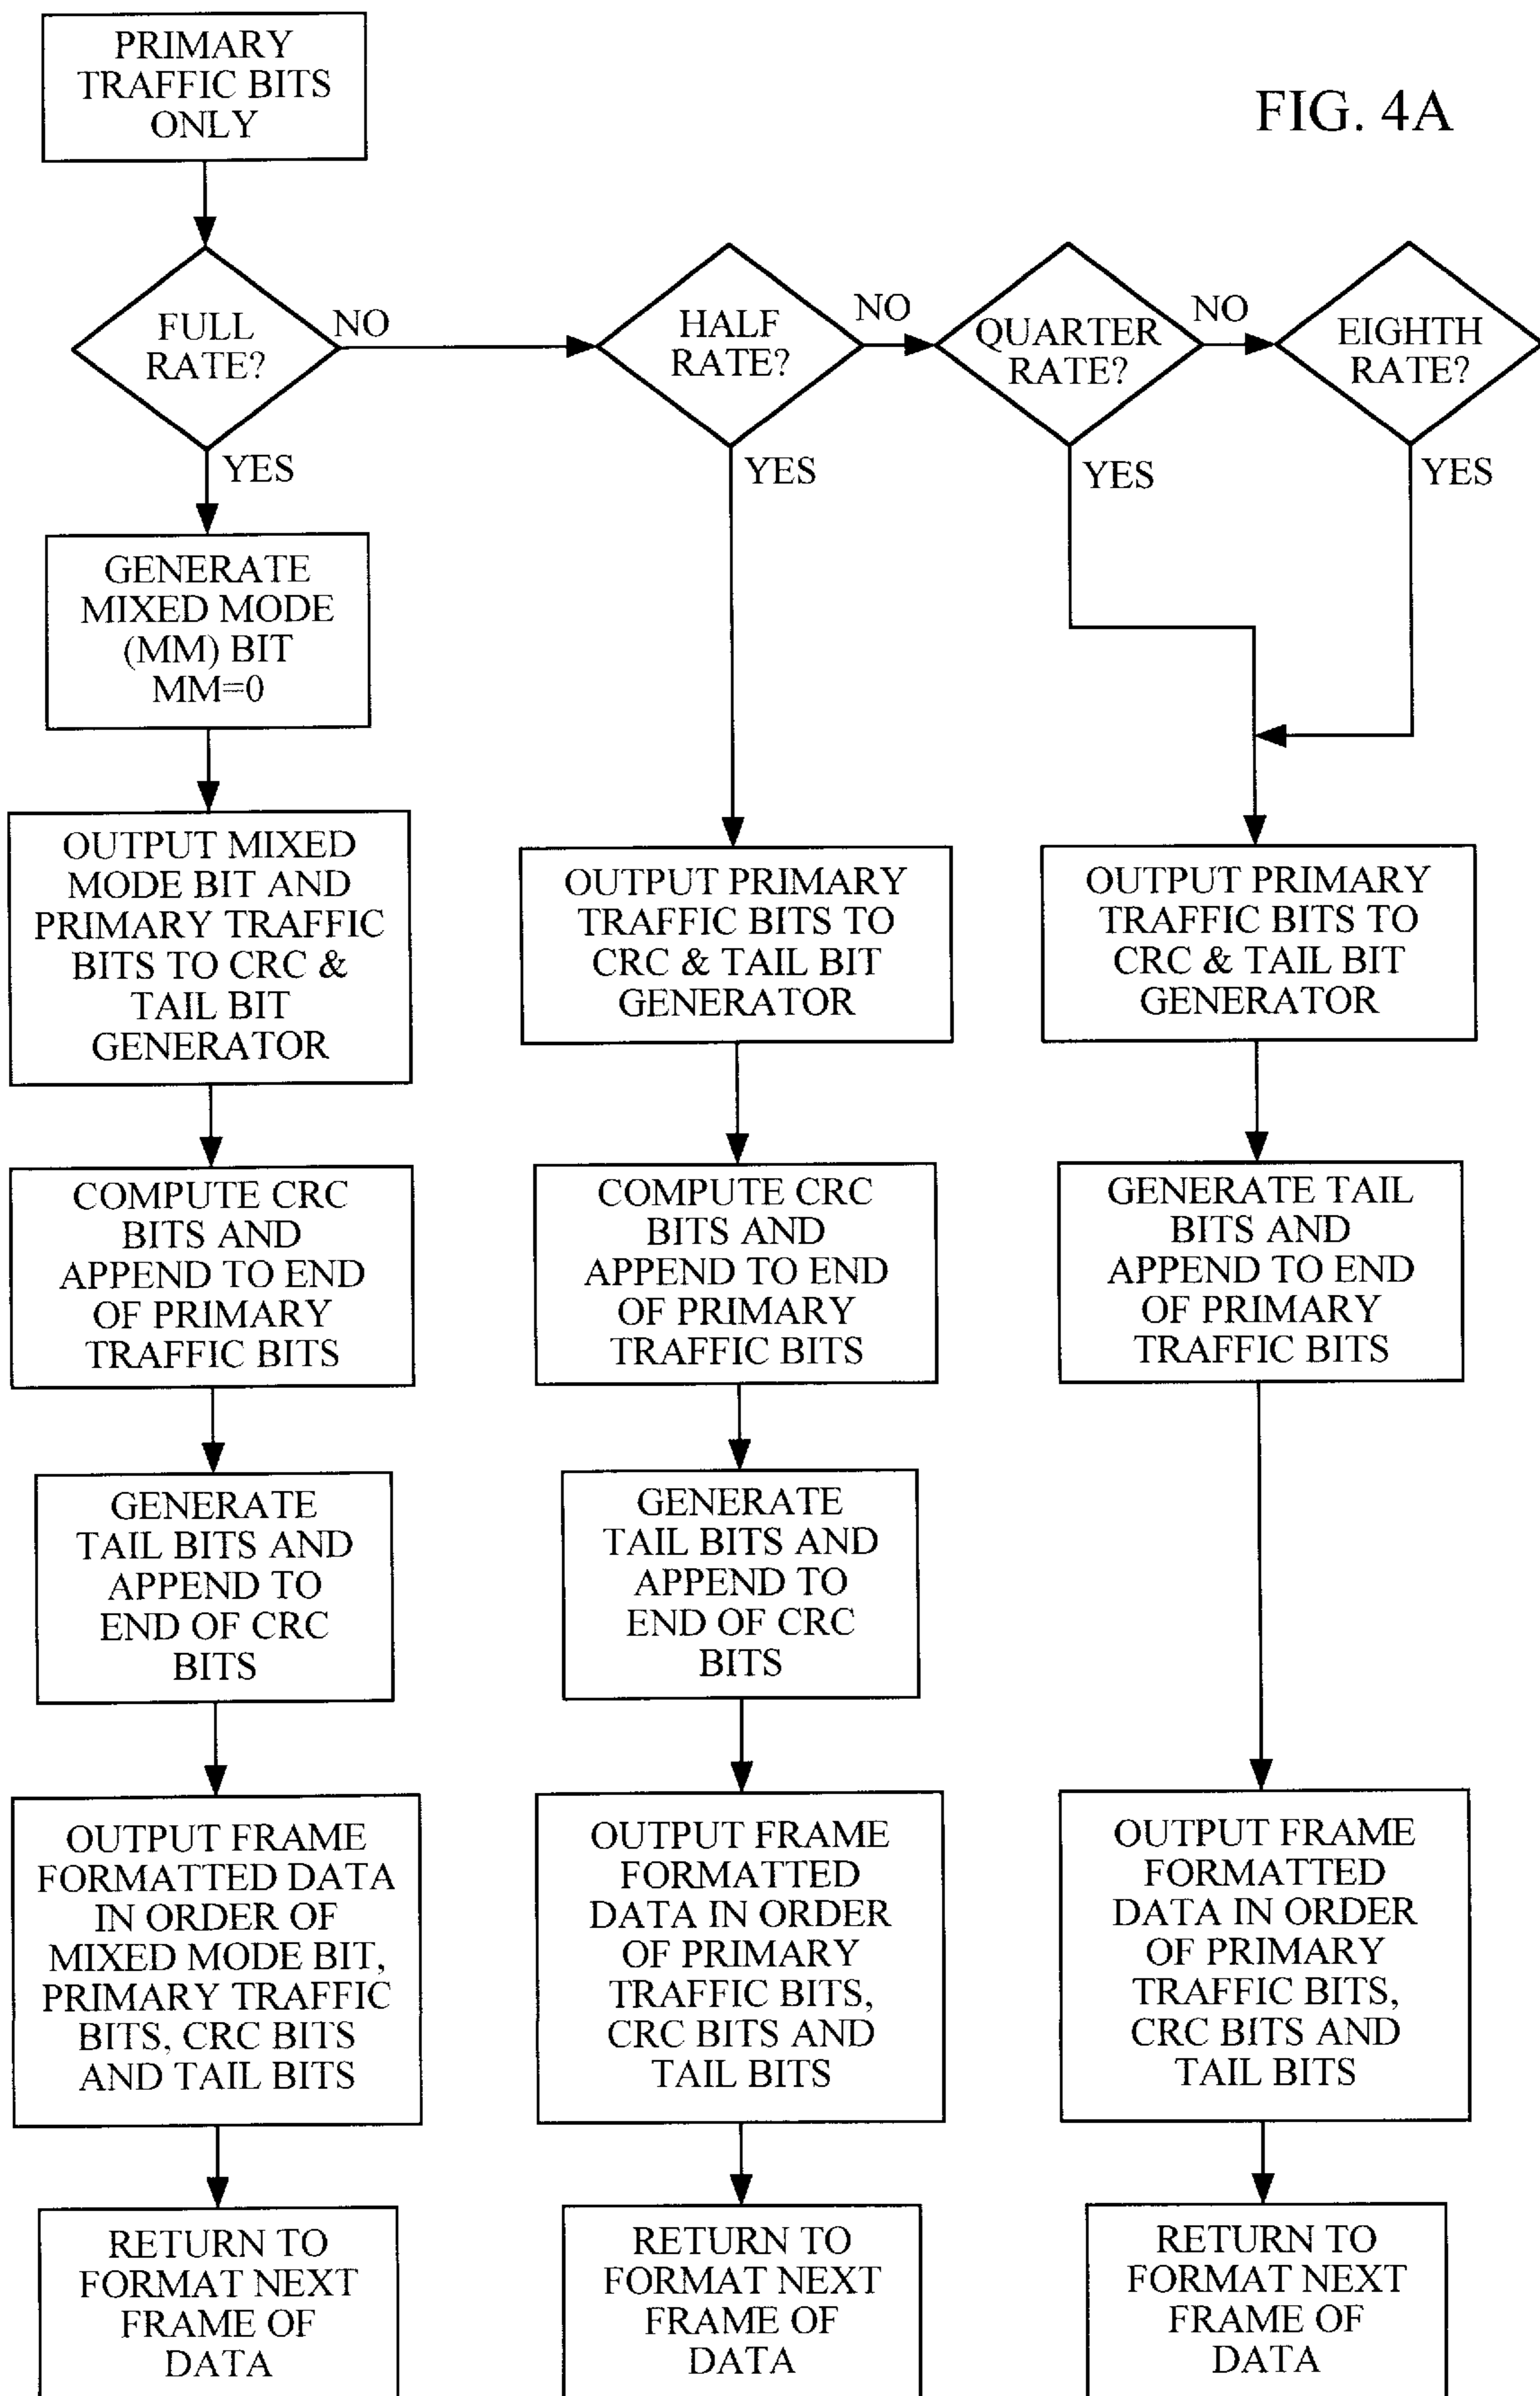 PRIMARY
TRAFFIC BITS
ONLY
FIG. 4A
FULL
RATE?
NO
HALF
RATE?
NO
QUARTER
RATE?
NO
EIGHTH
RATE?
YES
YES
YES
YES
GENERATE
MIXED MODE
(MM) BIT
MM=0
OUTPUT MIXED
MODE BIT AND
PRIMARY TRAFFIC
BITS TO CRC &
TAIL BIT
GENERATOR
OUTPUT PRIMARY
TRAFFIC BITS TO
CRC & TAIL BIT
GENERATOR
OUTPUT PRIMARY
TRAFFIC BITS TO
CRC & TAIL BIT
GENERATOR
COMPUTE CRC
BITS AND
APPEND TO END
OF PRIMARY
TRAFFIC BITS
COMPUTE CRC
BITS AND
APPEND TO END
OF PRIMARY
TRAFFIC BITS
GENERATE TAIL
BITS AND
APPEND TO END
OF PRIMARY
TRAFFIC BITS
GENERATE
TAIL BITS AND
APPEND TO
END OF CRC
BITS
GENERATE
TAIL BITS AND
APPEND TO
END OF CRC
BITS
OUTPUT FRAME
FORMATTED DATA
IN ORDER OF
MIXED MODE BIT,
PRIMARY TRAFFIC
BITS, CRC BITS
AND TAIL BITS
OUTPUT FRAME
FORMATTED
DATA IN ORDER
OF PRIMARY
TRAFFIC BITS,
CRC BITS AND
TAIL BITS
OUTPUT FRAME
FORMATTED
DATA IN ORDER
OF PRIMARY
TRAFFIC BITS,
CRC BITS AND
TAIL BITS
RETURN TO
FORMAT NEXT
FRAME OF
DATA
RETURN TO
FORMAT NEXT
FRAME OF
DATA
RETURN TO
FORMAT NEXT
FRAME OF
DATA